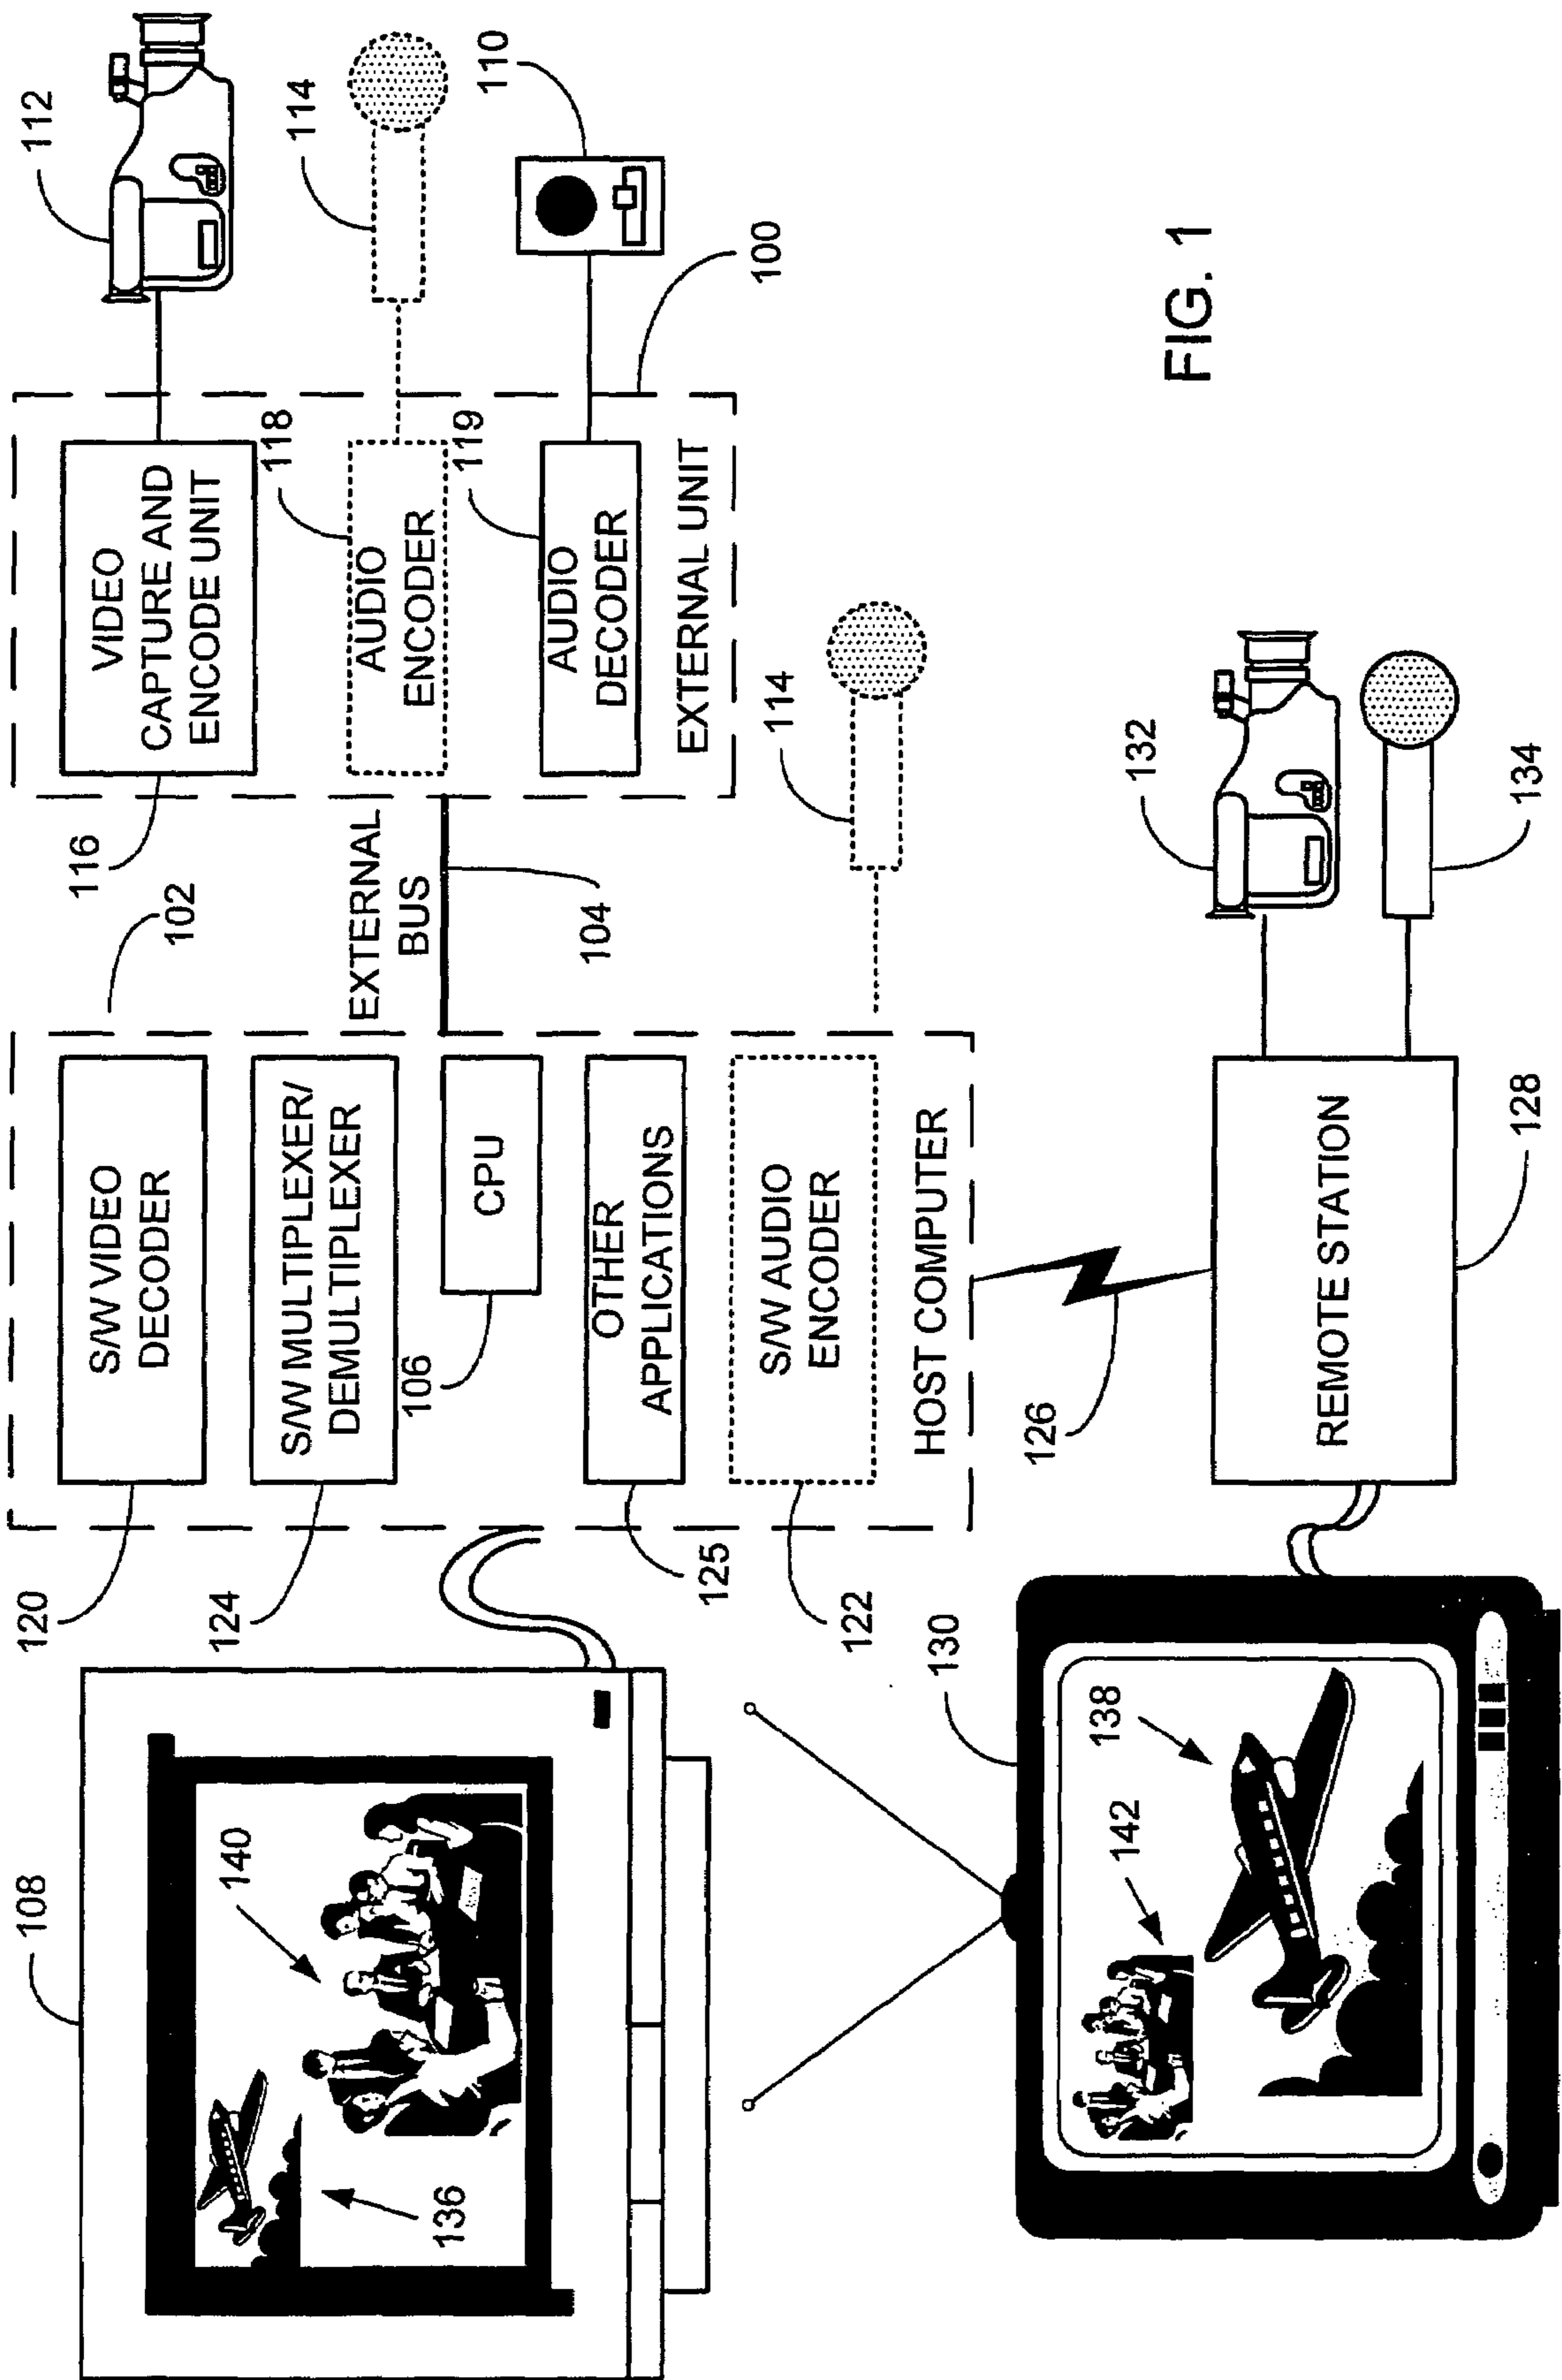 108
140
136
120
124
106
125
122
S/W VIDEO
DECODER
S/W MULTIPLEXER/
DEMULTIPLEXER
CPU
OTHER
APPLICATIONS
S/W AUDIO
ENCODER
HOST COMPUTER
102
EXTERNAL
BUS
104
116
VIDEO
CAPTURE AND
ENCODE UNIT
118
AUDIO
ENCODER
119
AUDIO
DECODER
EXTERNAL UNIT
112
114
110
100
114
130
142
138
126
REMOTE STATION
128
132
134
FIG. 1